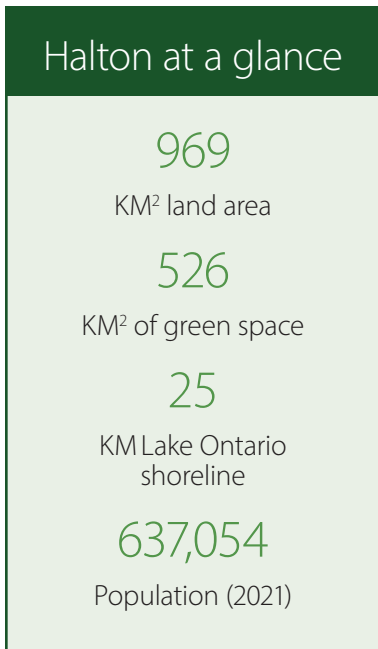 Halton at a glance
969
KM² land area
526
KM² of green space
25
KM Lake Ontario
shoreline
637,054
Population (2021)